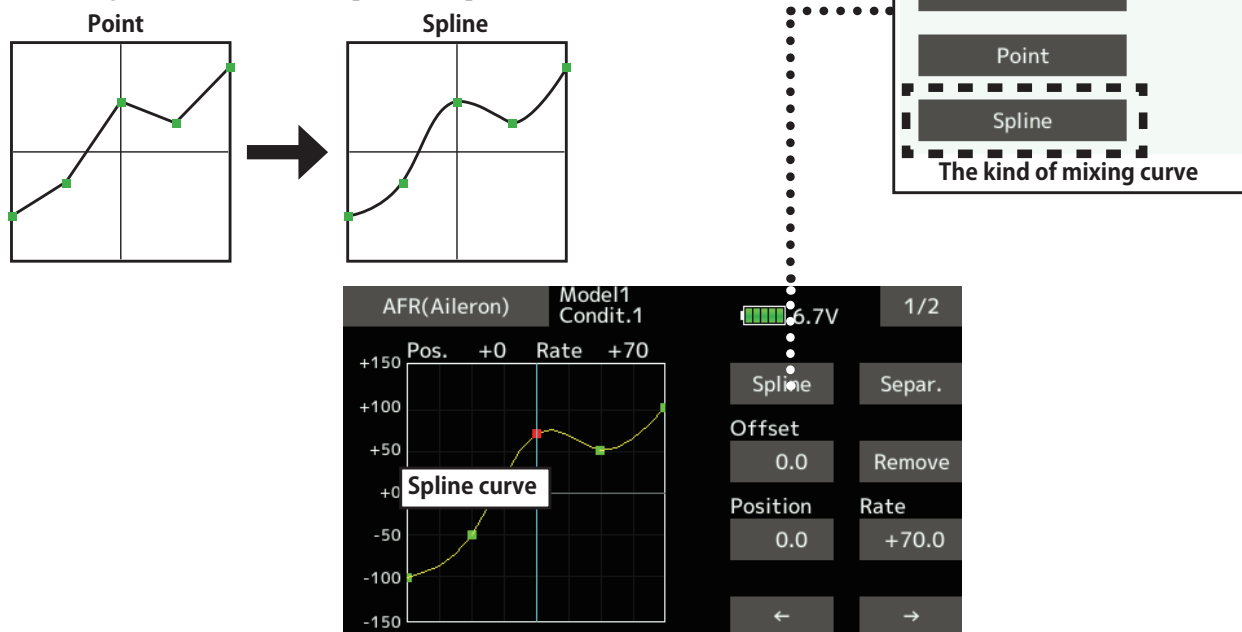 Point
Spline
Point
Spline
The kind of mixing curve
AFR(Aileron)
Model1
Condit.1
6.7V
1/2
Pos. +0 Rate +70
+150
+100
+50
+0
-50
-100
-150
Spline curve
Spline
Separ.
Offset
0.0
Remove
Position
Rate
0.0
+70.0
←
→